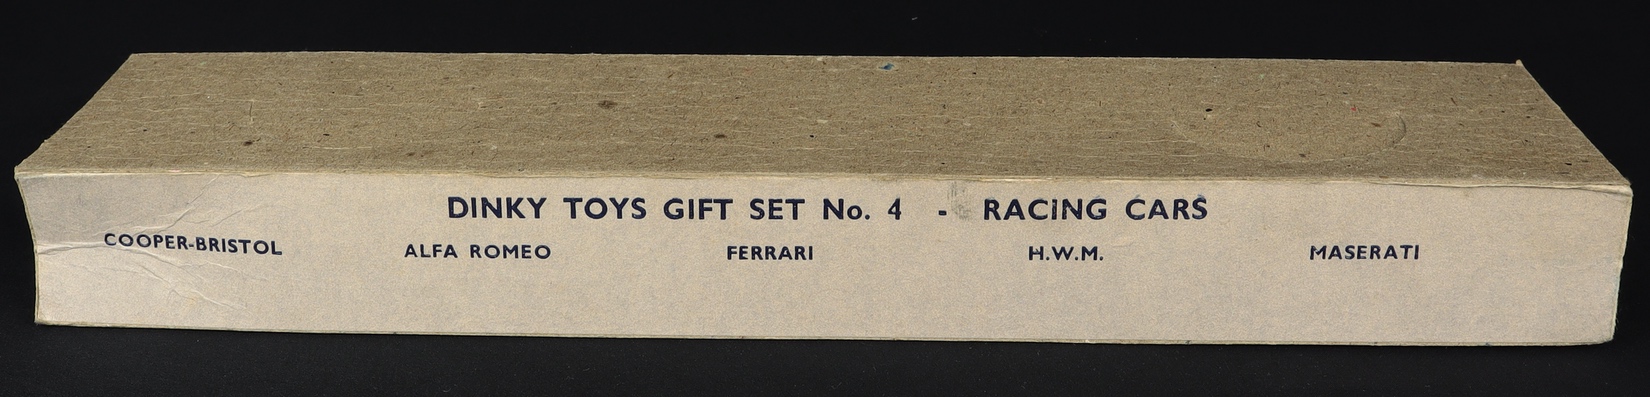 DINKY TOYS GIFT SET No. 4 - RACING CARS
COOPER-BRISTOL ALFA ROMEO FERRARI H.W.M. MASERATI